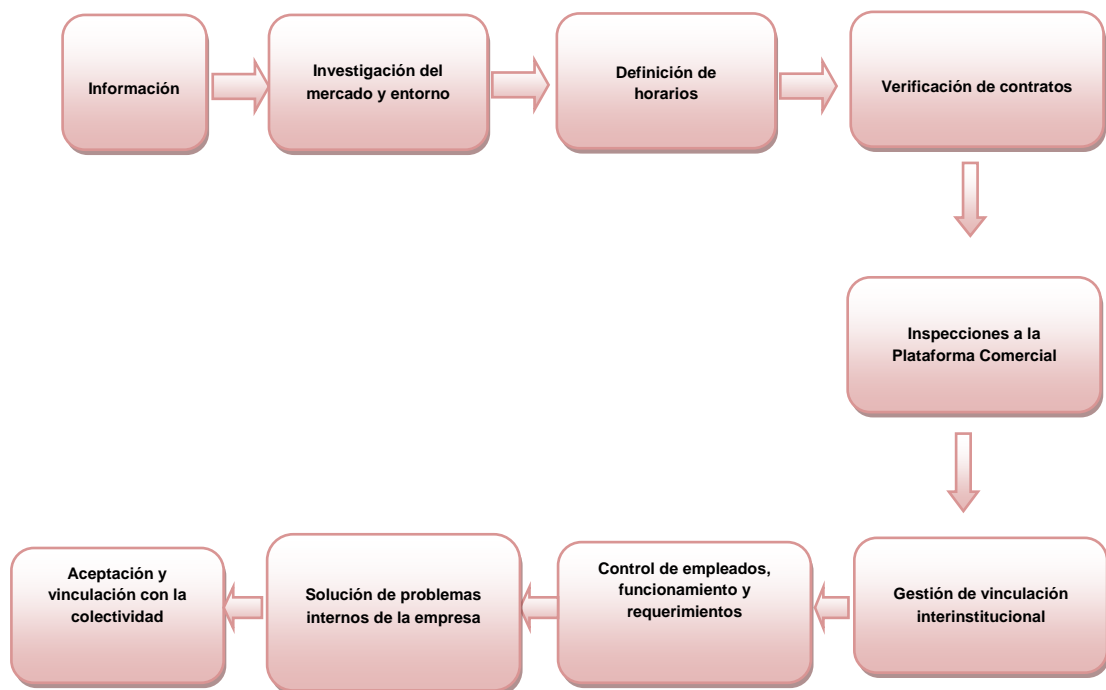 Información
Investigación del
mercado y entorno
Definición de
horarios
Verificación de contratos
Inspecciones a la
Plataforma Comercial
Gestión de vinculación
interinstitucional
Control de empleados,
funcionamiento y
requerimientos
Solución de problemas
internos de la empresa
Aceptación y
vinculación con la
colectividad